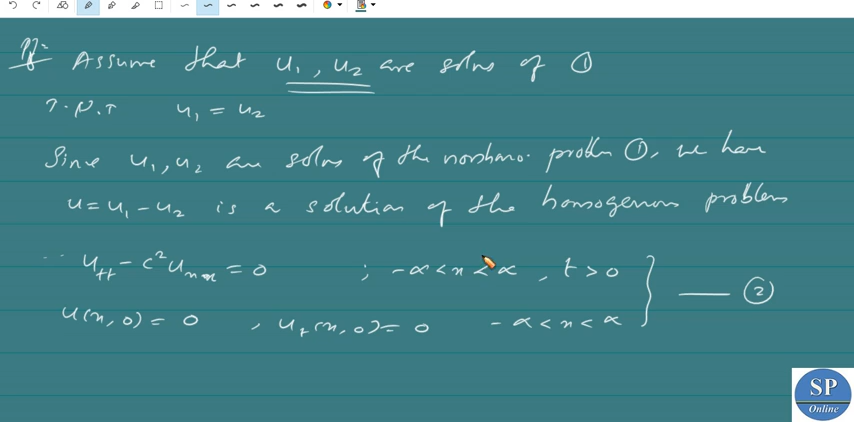 Pf:- Assume that u₁, u₂ are solns of ①
T.P.T u₁ = u₂
Since u₁, u₂ are solns of the nonhomo. problem ①, we have
u = u₁ - u₂ is a solution of the homogenous problem
u_tt - c² u_xx = 0 ; -∞ < x < ∞, t > 0
u(x, 0) = 0, u_t(x, 0) = 0 -∞ < x < ∞ —— ②
SP
Online